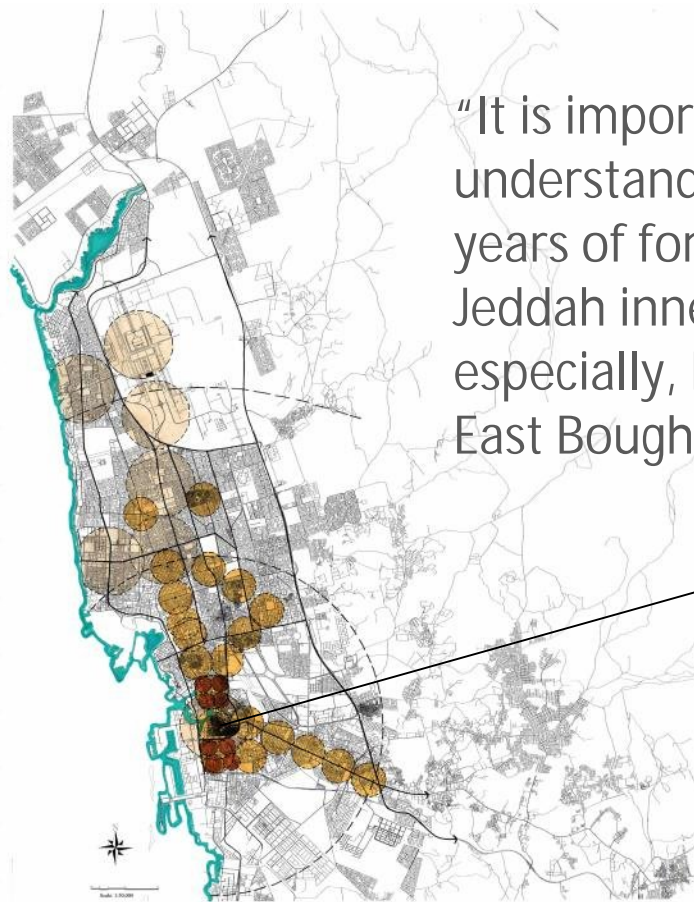 “It is impor
understand
years of for
Jeddah inne
especially,
East Bough